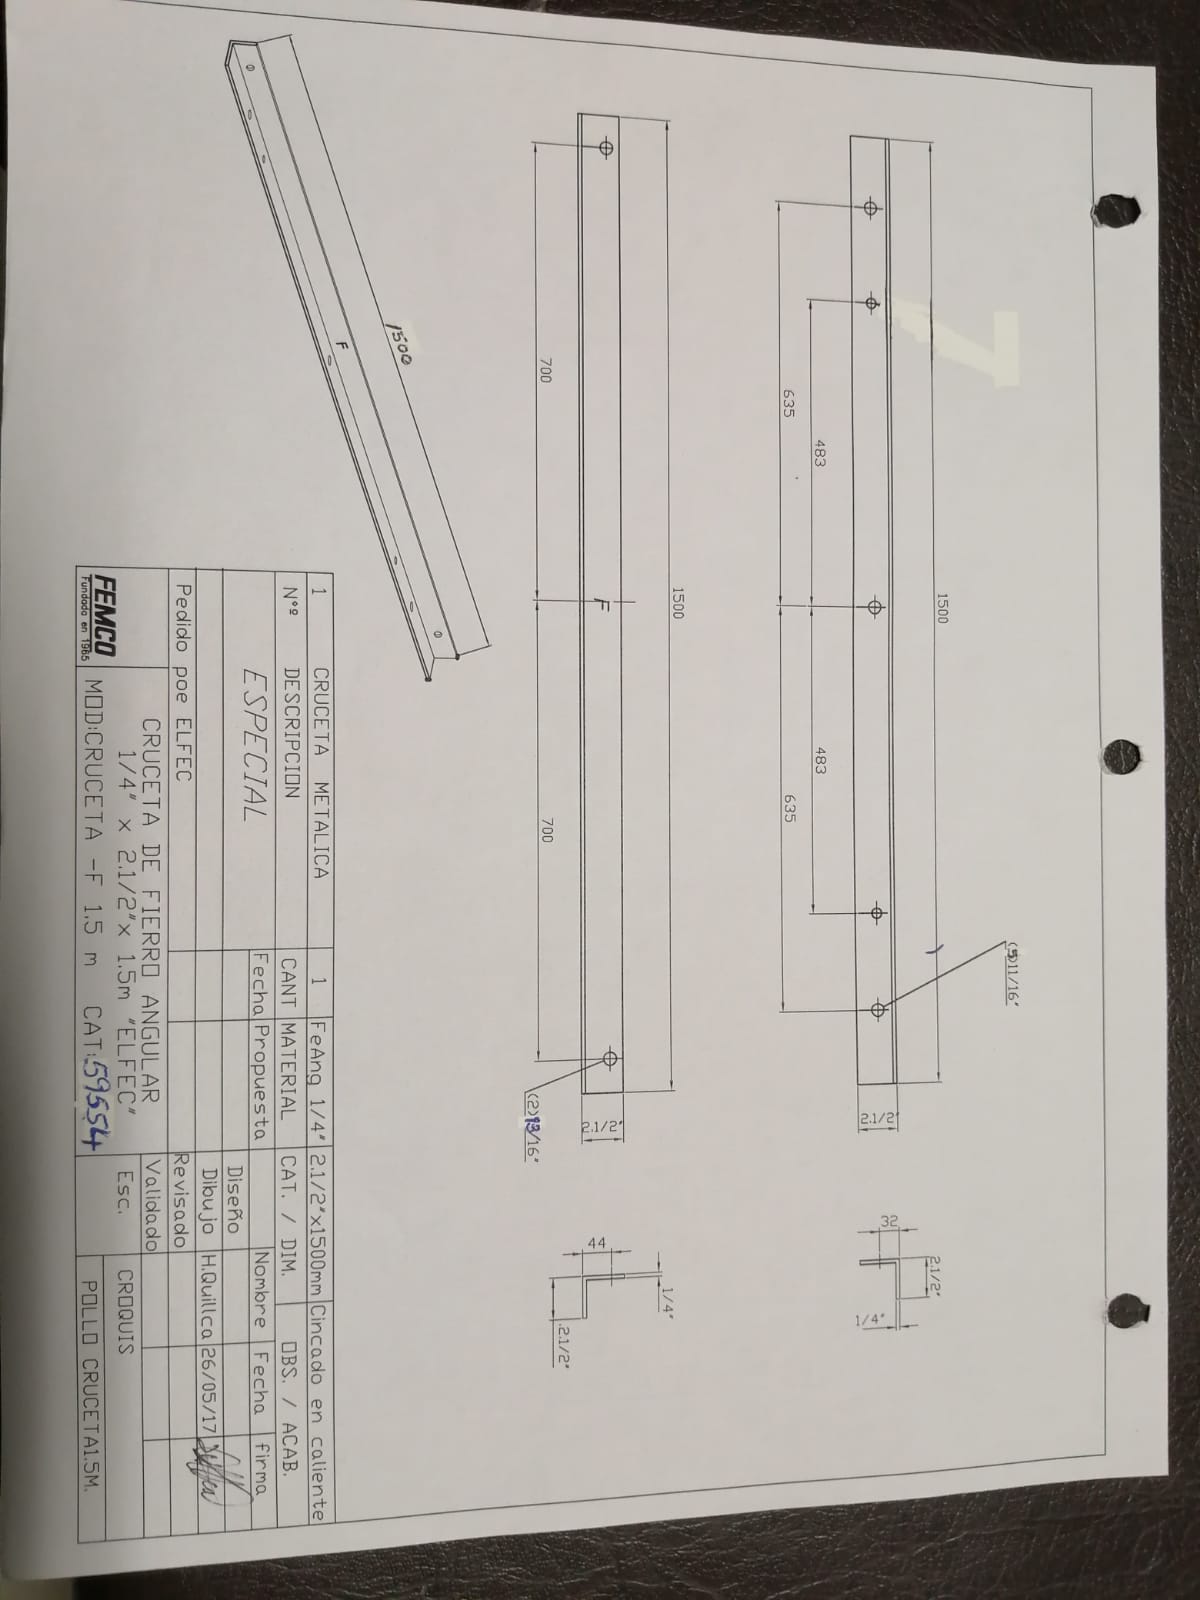 7
(5)11/16"
1500
2.1/2"
32
1/4"
2.1/2"
483
483
635
635
1500
1/4"
F
2.1/2"
44
2.1/2"
700
700
(2)13/16"
1500
F
1 CRUCETA METALICA 1 FeAng 1/4" 2.1/2"x1500mm Cincado en caliente
Nºº DESCRIPCION CANT MATERIAL CAT. / DIM. OBS. / ACAB.
ESPECIAL Fecha Propuesta Nombre Fecha firma
Diseño
Dibujo H.Quillca 26/05/17
Pedido poe ELFEC Revisado
CRUCETA DE FIERRO ANGULAR Validado
1/4" x 2.1/2"x 1.5m "ELFEC" Esc. CROQUIS
FEMCO MOD:CRUCETA -F 1.5 m CAT:59554 POLLO CRUCETA1.5M.
Fundada en 1965